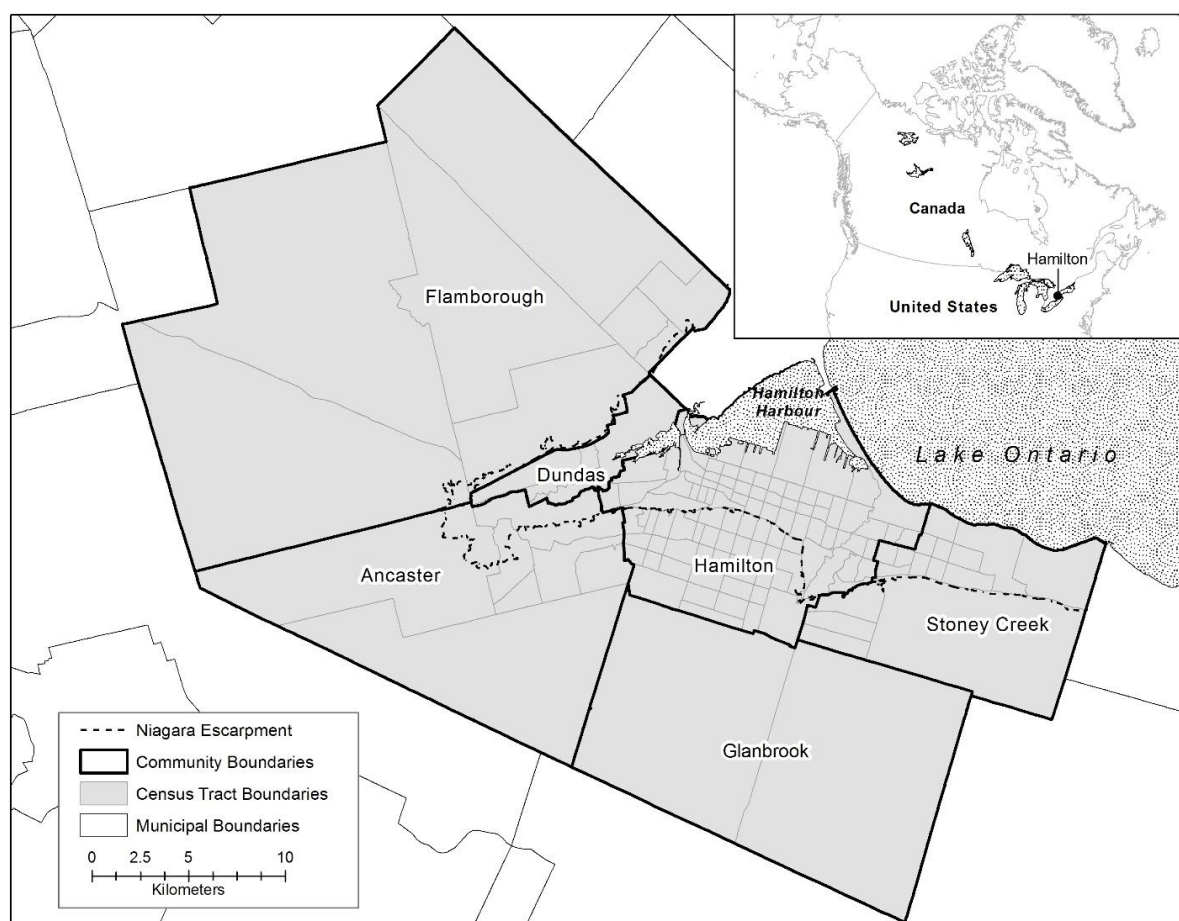 Canada
Hamilton
United States
Flamborough
Hamilton
Harbour
Lake Ontario
Dundas
Ancaster
Hamilton
Stoney Creek
Glanbrook
Niagara Escarpment
Community Boundaries
Census Tract Boundaries
Municipal Boundaries
0 2.5 5 10
Kilometers